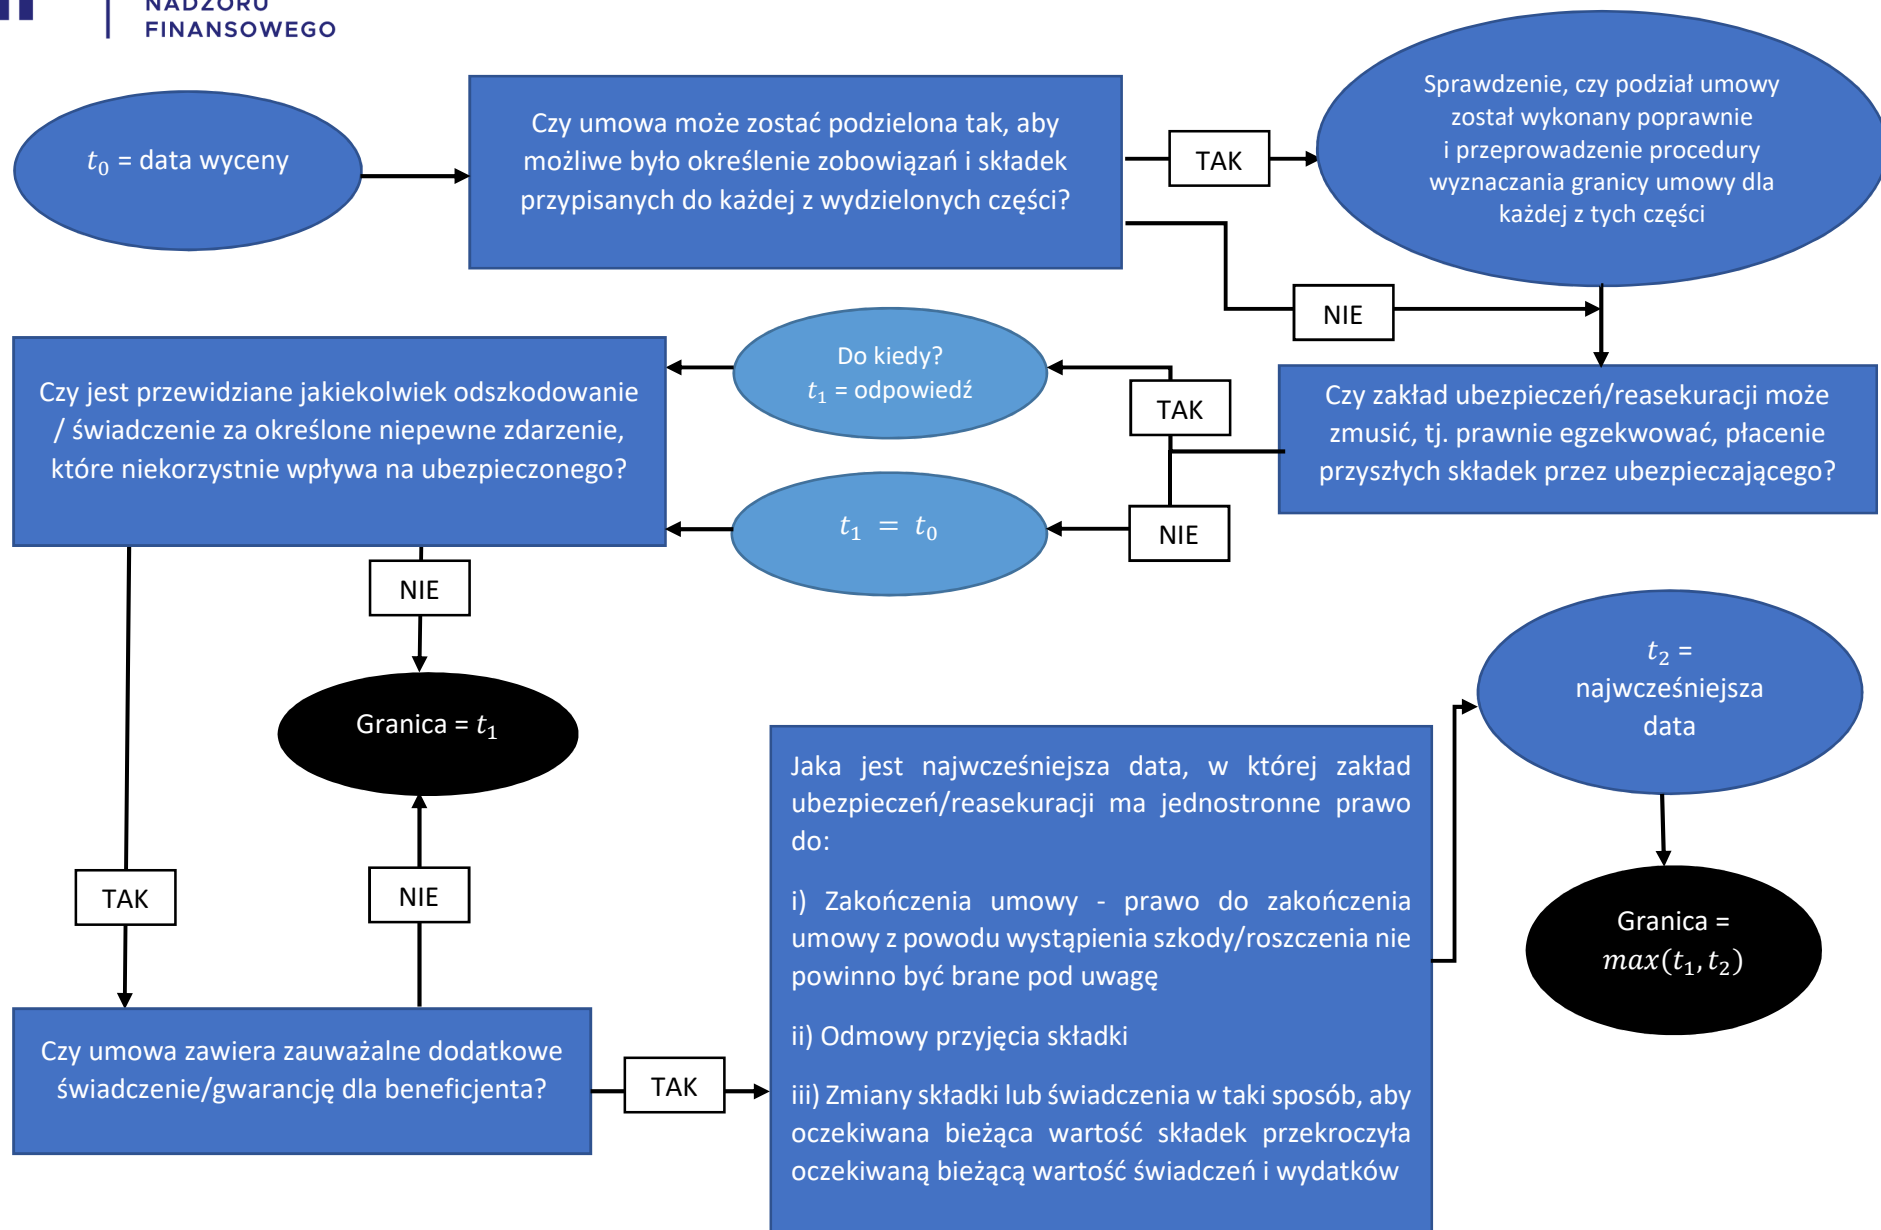 NADZORU
FINANSOWEGO
t₀ = data wyceny
Czy umowa może zostać podzielona tak, aby
możliwe było określenie zobowiązań i składek
przypisanych do każdej z wydzielonych części?
TAK
Sprawdzenie, czy podział umowy
został wykonany poprawnie
i przeprowadzenie procedury
wyznaczania granicy umowy dla
każdej z tych części
NIE
Czy zakład ubezpieczeń/reasekuracji może
zmusić, tj. prawnie egzekwować, płacenie
przyszłych składek przez ubezpieczającego?
TAK
Do kiedy?
t₁ = odpowiedź
NIE
t₁ = t₀
Czy jest przewidziane jakiekolwiek odszkodowanie
/ świadczenie za określone niepewne zdarzenie,
które niekorzystnie wpływa na ubezpieczonego?
NIE
Granica = t₁
TAK
NIE
Czy umowa zawiera zauważalne dodatkowe
świadczenie/gwarancję dla beneficjenta?
TAK
Jaka jest najwcześniejsza data, w której zakład
ubezpieczeń/reasekuracji ma jednostronne prawo
do:
i) Zakończenia umowy - prawo do zakończenia
umowy z powodu wystąpienia szkody/roszczenia nie
powinno być brane pod uwagę
ii) Odmowy przyjęcia składki
iii) Zmiany składki lub świadczenia w taki sposób, aby
oczekiwana bieżąca wartość składek przekroczyła
oczekiwaną bieżącą wartość świadczeń i wydatków
t₂ =
najwcześniejsza
data
Granica =
max(t₁, t₂)